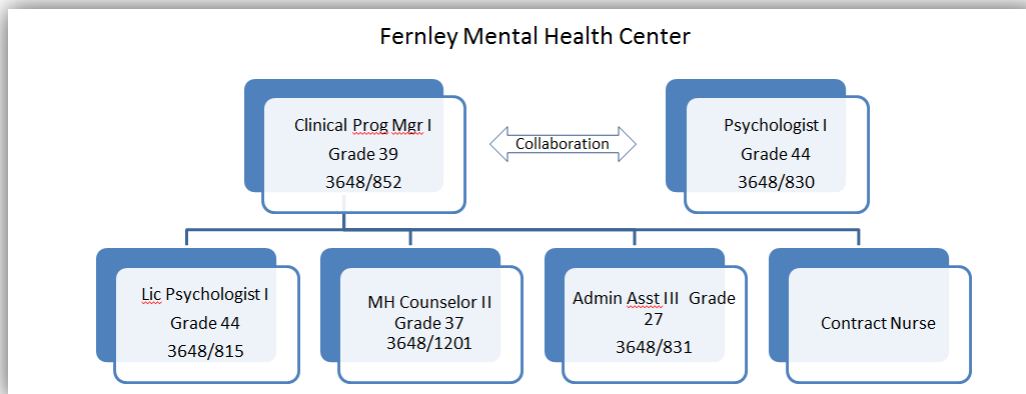 Fernley Mental Health Center
Clinical Prog Mgr I
Grade 39
3648/852
Collaboration
Psychologist I
Grade 44
3648/830
Lic Psychologist I
Grade 44
3648/815
MH Counselor II
Grade 37
3648/1201
Admin Asst III Grade
27
3648/831
Contract Nurse